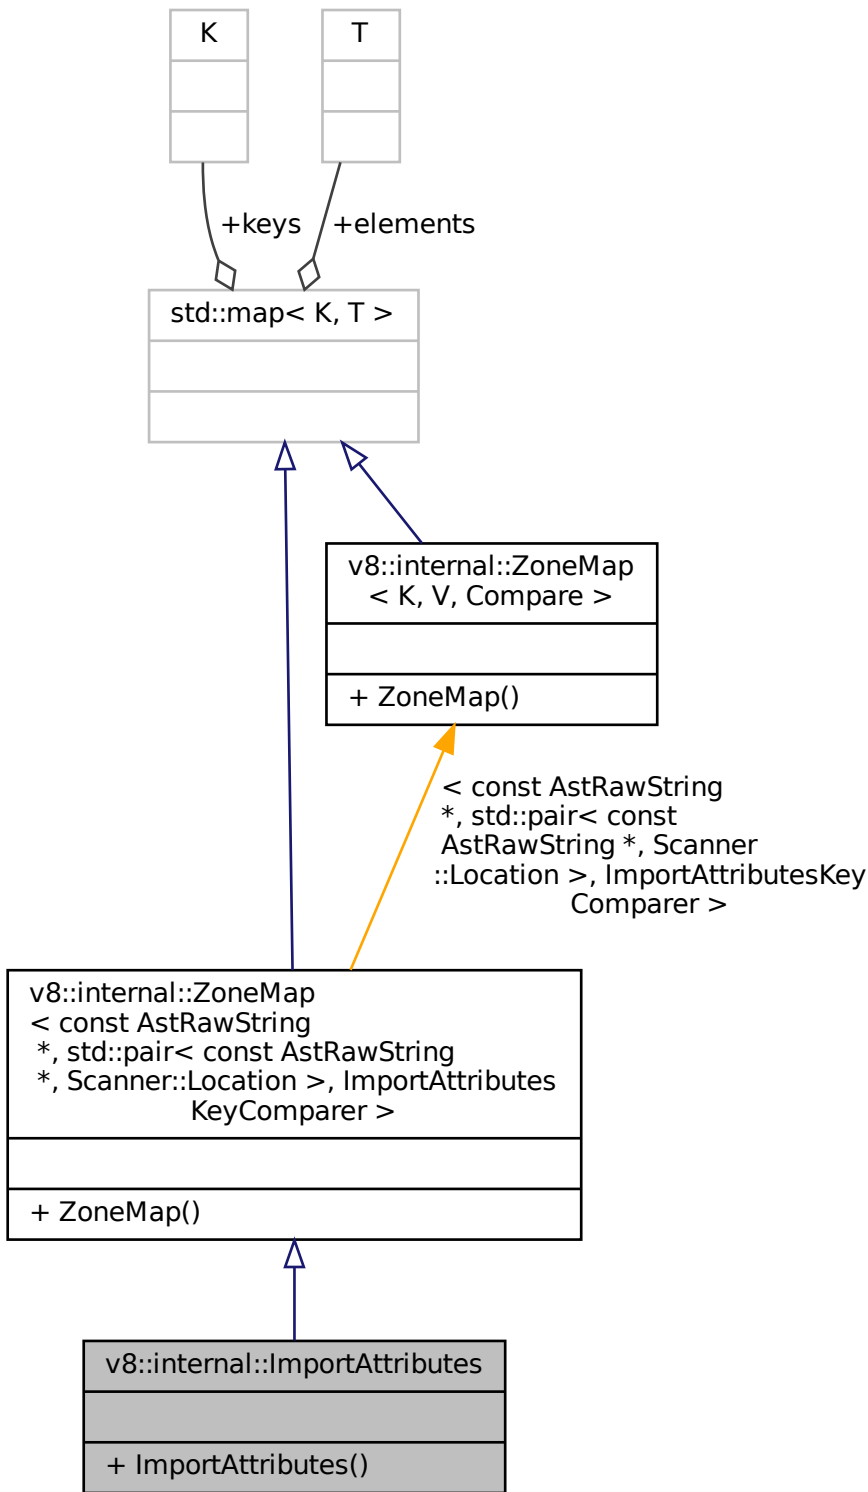 K
T
+keys
+elements
std::map< K, T >
v8::internal::ZoneMap
< K, V, Compare >
+ ZoneMap()
< const AstRawString
*, std::pair< const
AstRawString *, Scanner
::Location >, ImportAttributesKey
Comparer >
v8::internal::ZoneMap
< const AstRawString
*, std::pair< const AstRawString
*, Scanner::Location >, ImportAttributes
KeyComparer >
+ ZoneMap()
v8::internal::ImportAttributes
+ ImportAttributes()